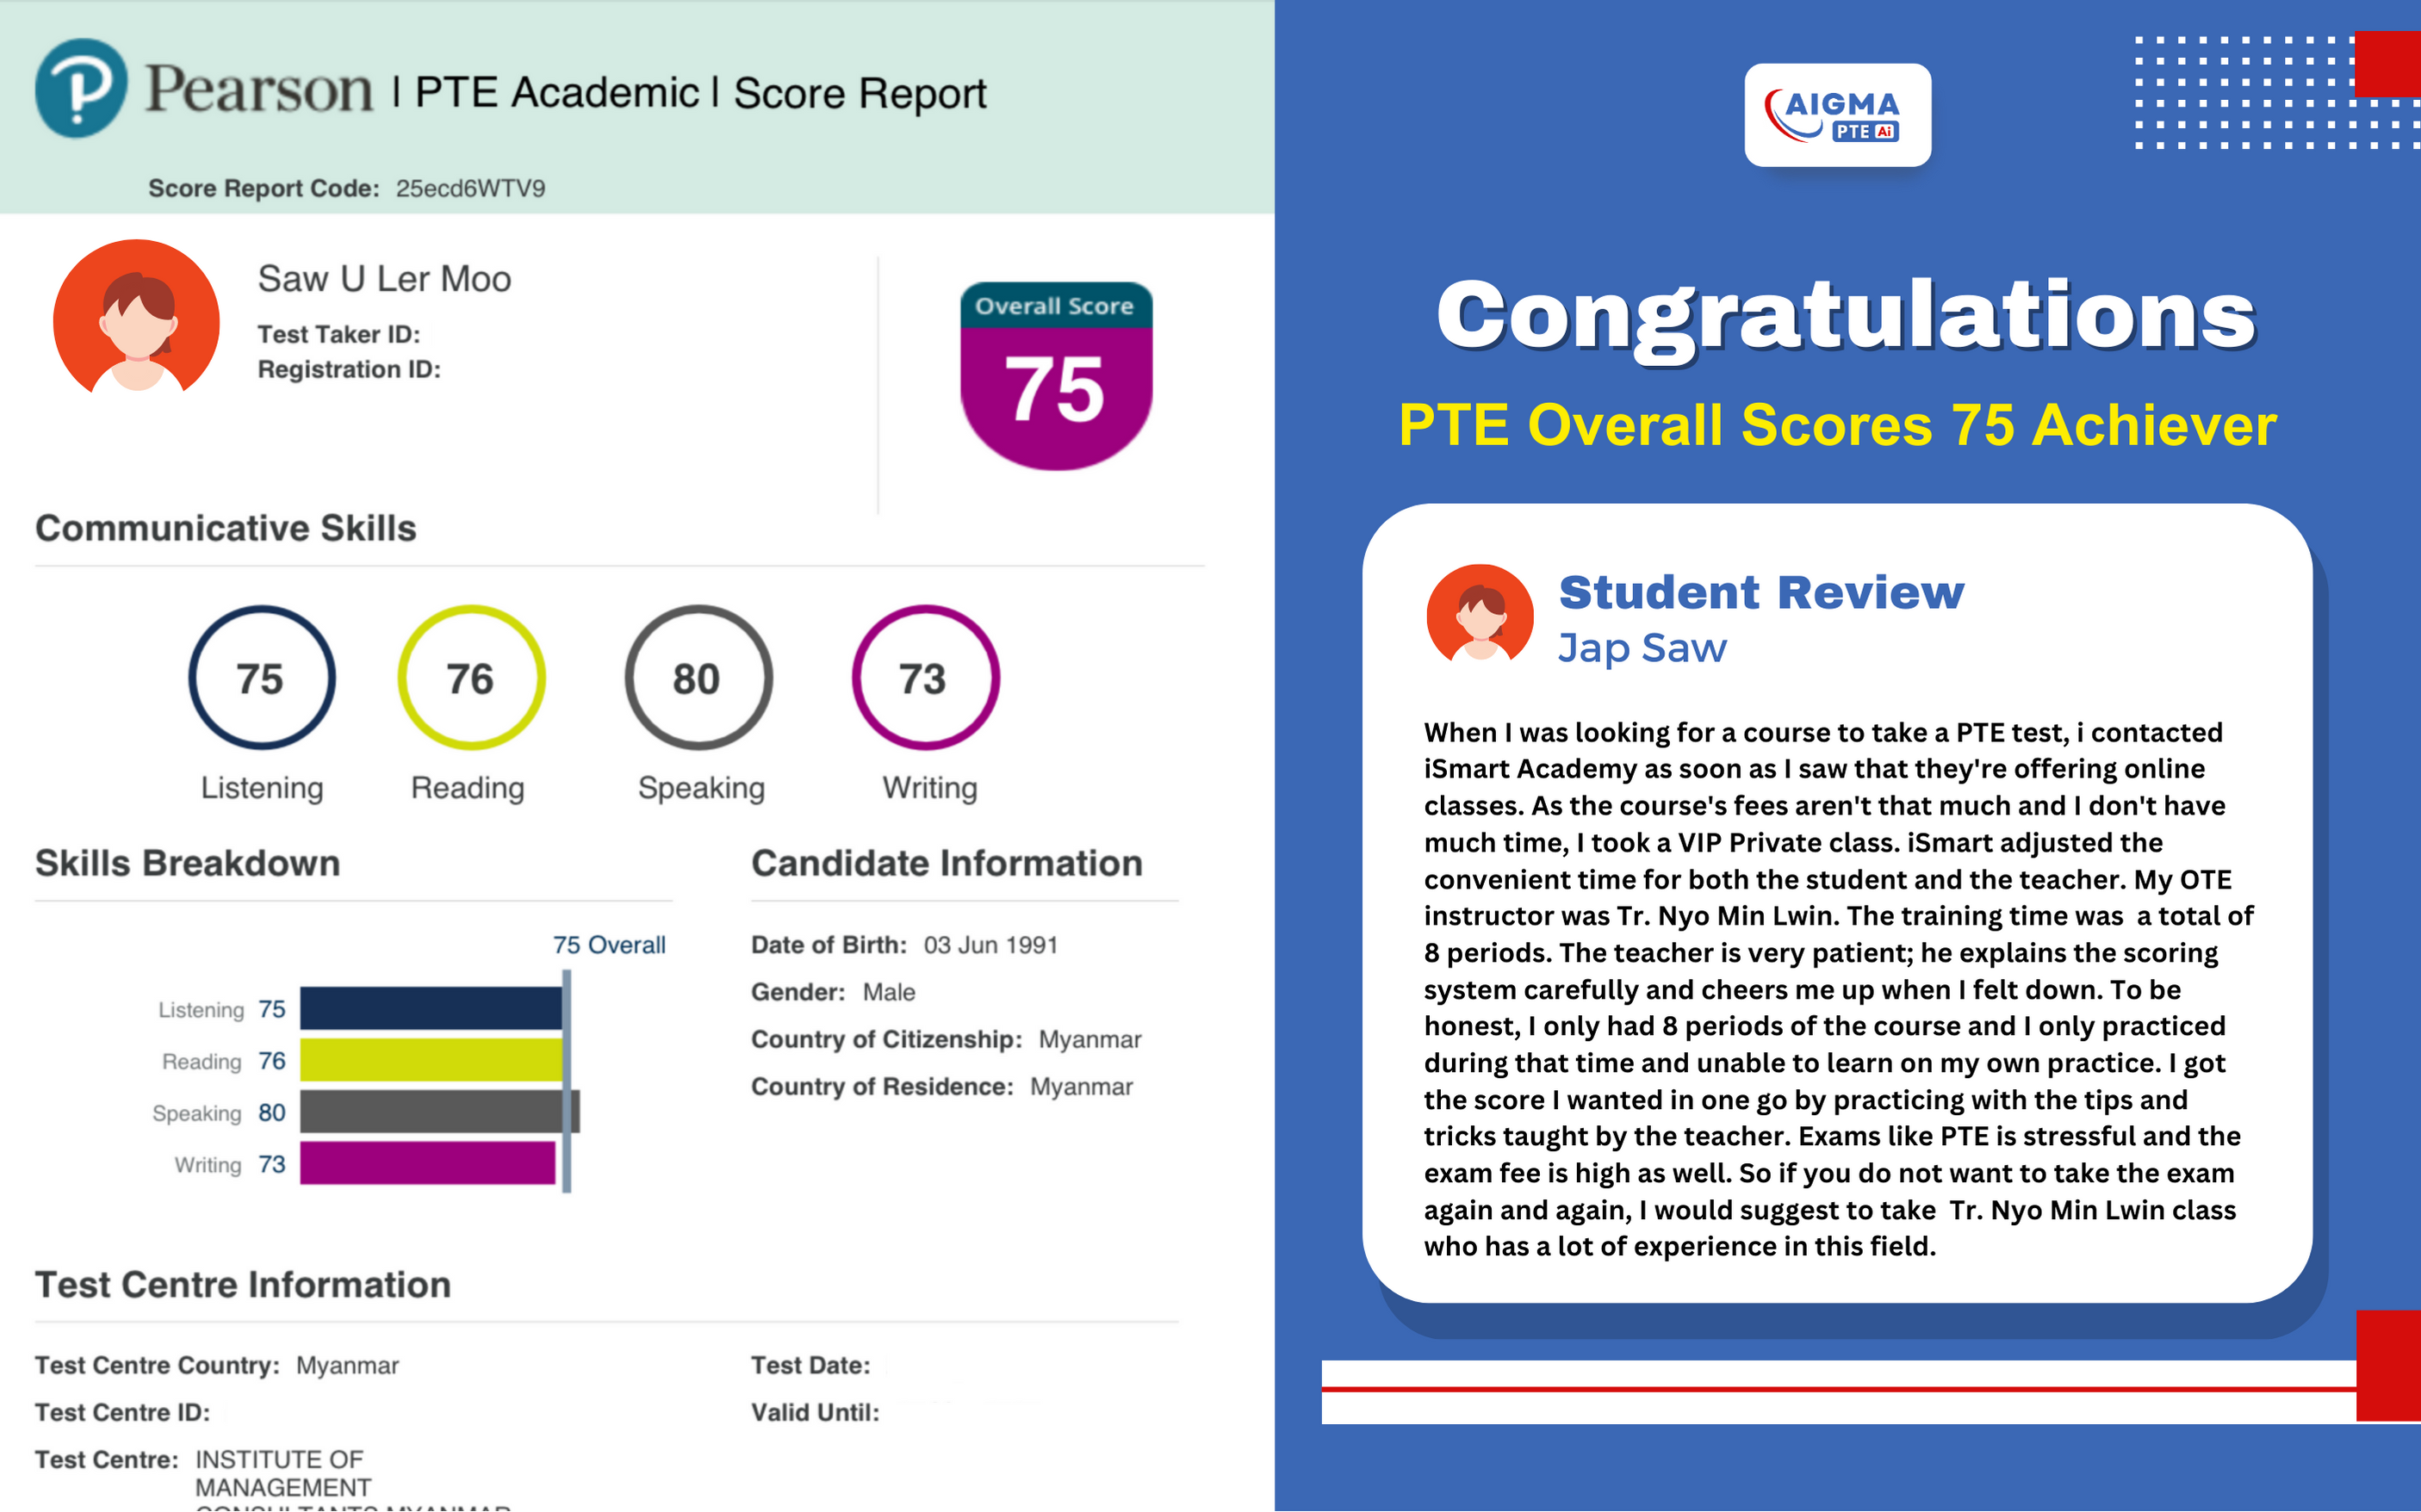 Pearson | PTE Academic | Score Report
Score Report Code: 25ecd6WTV9
Saw U Ler Moo
Test Taker ID:
Registration ID:
Overall Score
75
Communicative Skills
75 76 80 73
Listening Reading Speaking Writing
Skills Breakdown
75 Overall
Listening 75
Reading 76
Speaking 80
Writing 73
Candidate Information
Date of Birth: 03 Jun 1991
Gender: Male
Country of Citizenship: Myanmar
Country of Residence: Myanmar
Test Centre Information
Test Centre Country: Myanmar
Test Centre ID:
Test Centre: INSTITUTE OF
MANAGEMENT
CONSULTANTS MYANMAR
Test Date:
Valid Until:
AIGMA
PTE Ai
Congratulations
PTE Overall Scores 75 Achiever
Student Review
Jap Saw
When I was looking for a course to take a PTE test, i contacted
iSmart Academy as soon as I saw that they're offering online
classes. As the course's fees aren't that much and I don't have
much time, I took a VIP Private class. iSmart adjusted the
convenient time for both the student and the teacher. My OTE
instructor was Tr. Nyo Min Lwin. The training time was  a total of
8 periods. The teacher is very patient; he explains the scoring
system carefully and cheers me up when I felt down. To be
honest, I only had 8 periods of the course and I only practiced
during that time and unable to learn on my own practice. I got
the score I wanted in one go by practicing with the tips and
tricks taught by the teacher. Exams like PTE is stressful and the
exam fee is high as well. So if you do not want to take the exam
again and again, I would suggest to take  Tr. Nyo Min Lwin class
who has a lot of experience in this field.